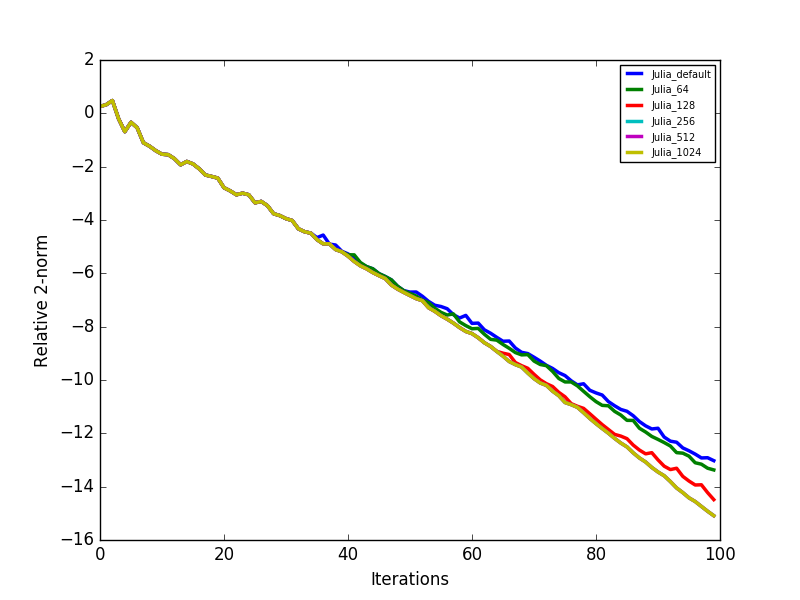 2
0
−2
−4
−6
−8
−10
−12
−14
−16
Relative 2-norm
0 20 40 60 80 100
Iterations
Julia_default
Julia_64
Julia_128
Julia_256
Julia_512
Julia_1024